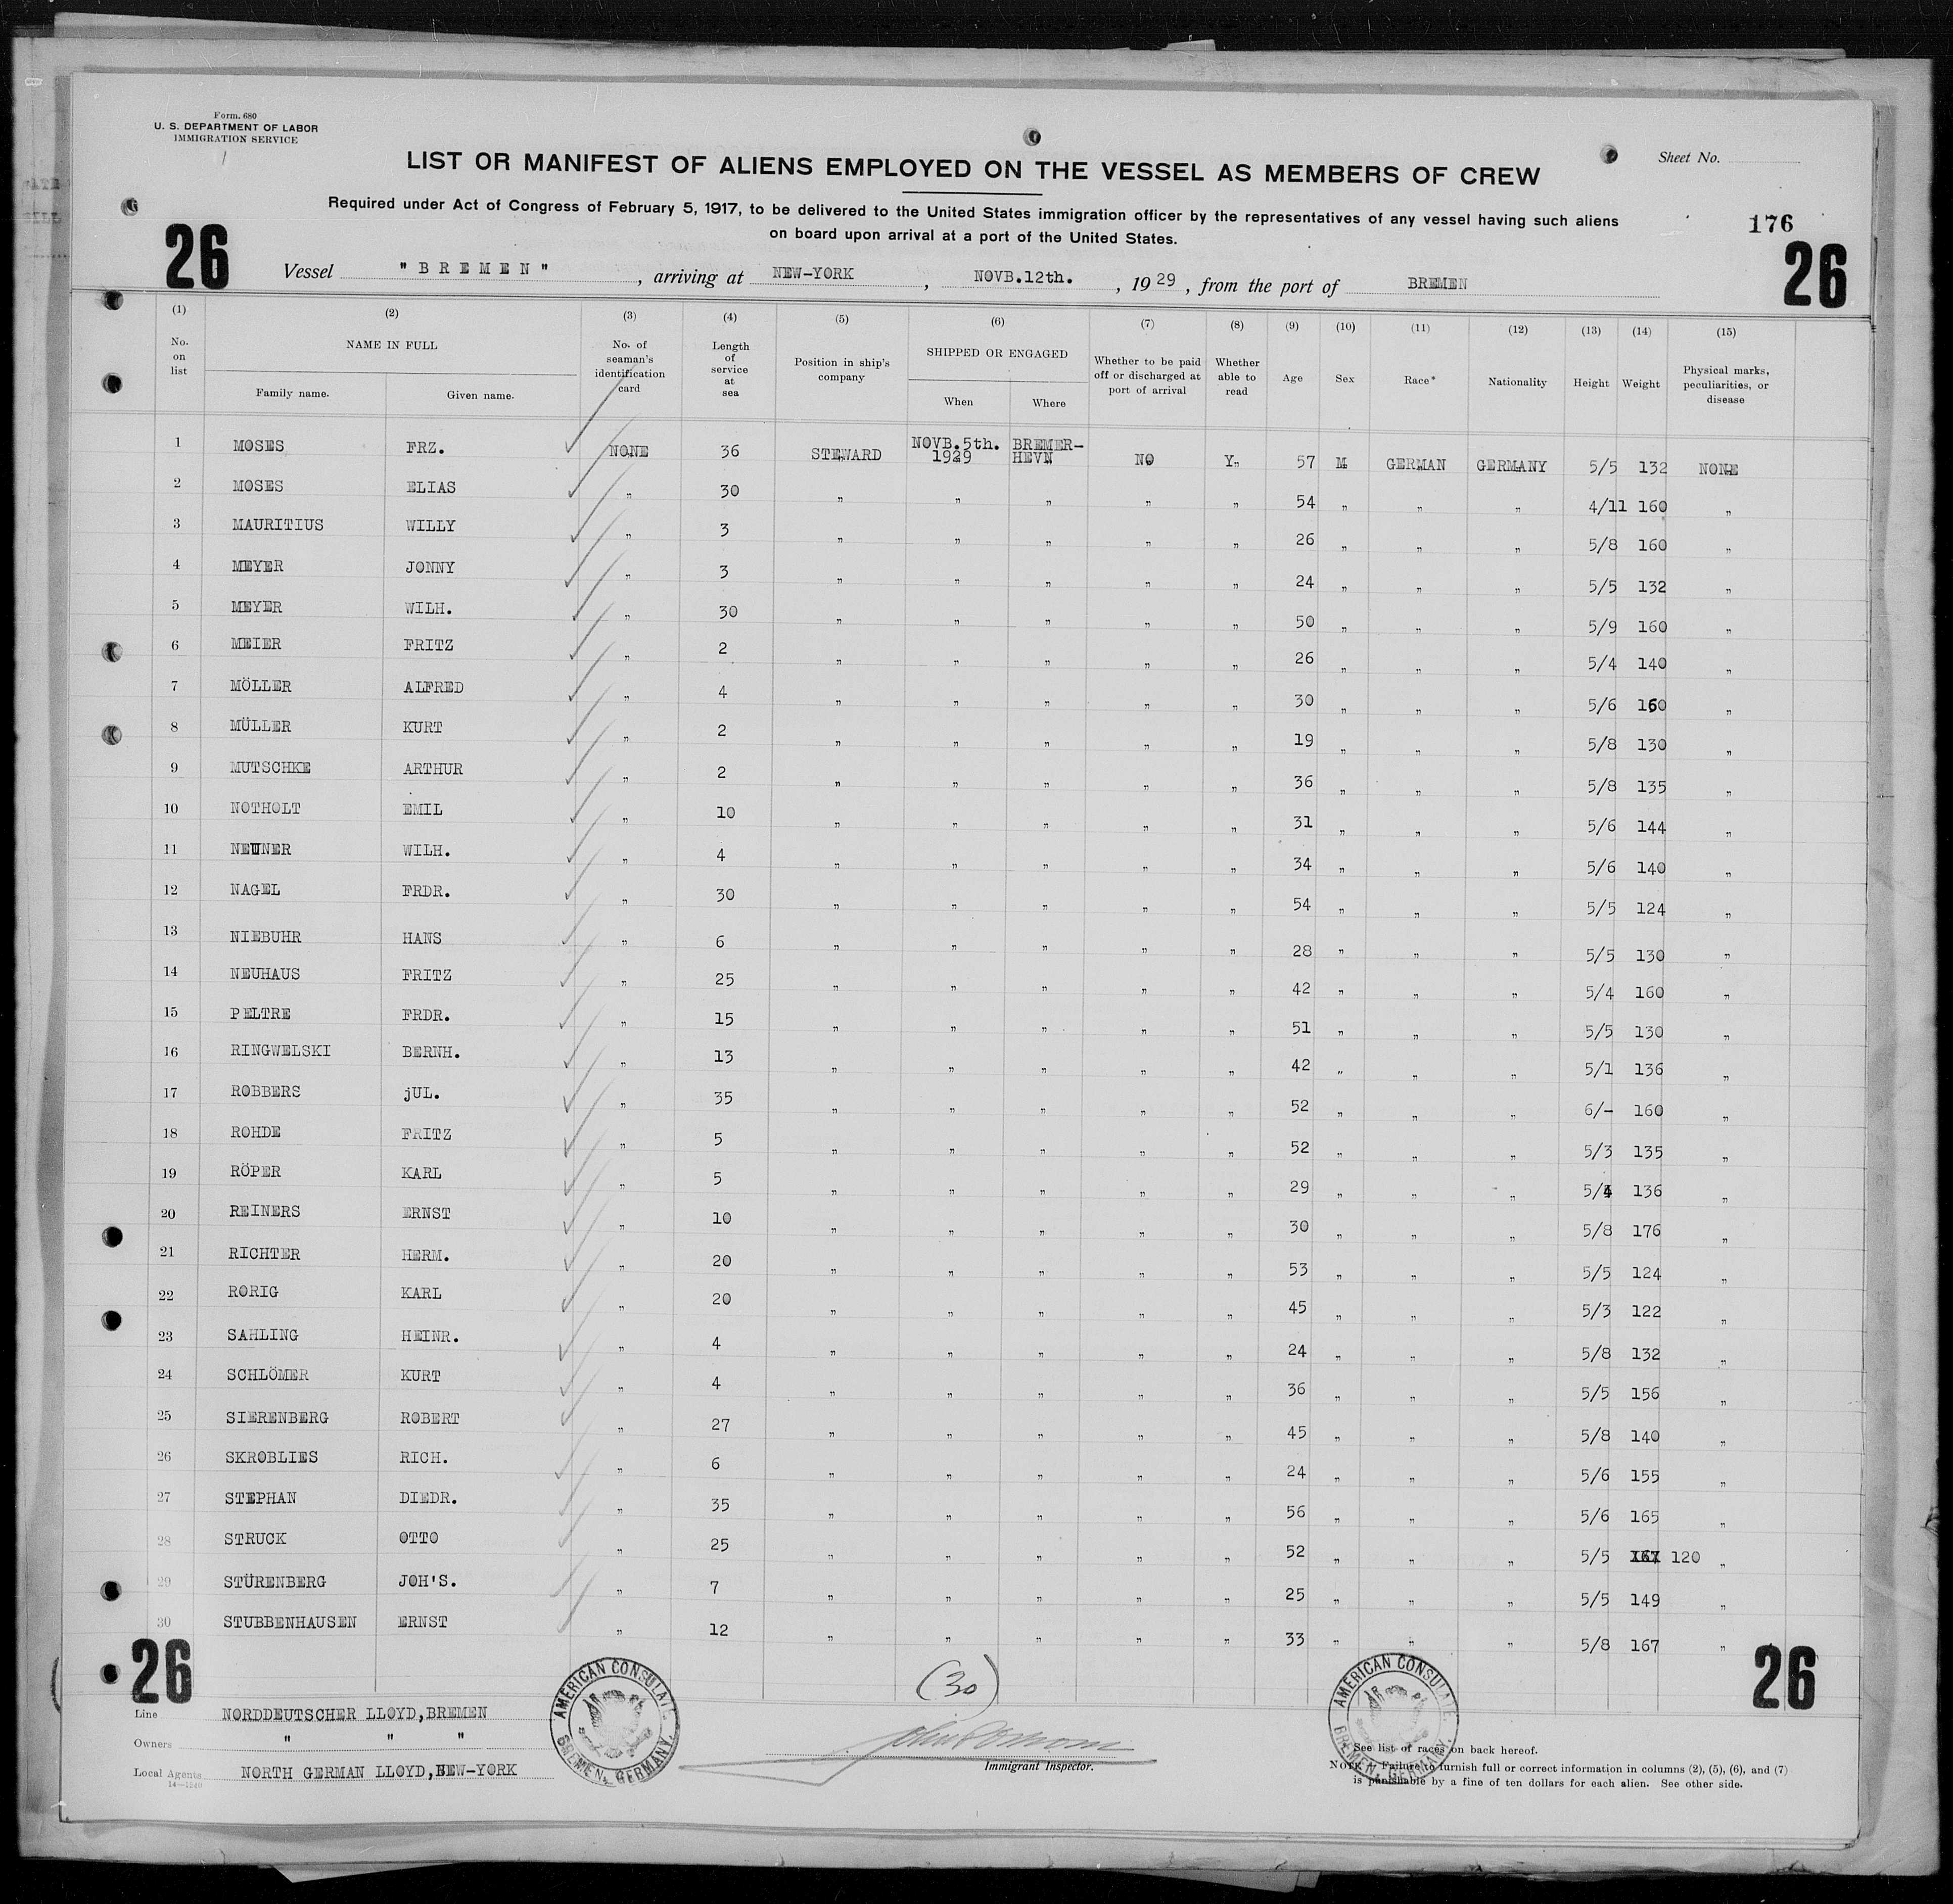 Form. 680
U. S. DEPARTMENT OF LABOR
IMMIGRATION SERVICE
LIST OR MANIFEST OF ALIENS EMPLOYED ON THE VESSEL AS MEMBERS OF CREW
Sheet No.
Required under Act of Congress of February 5, 1917, to be delivered to the United States immigration officer by the representatives of any vessel having such aliens
on board upon arrival at a port of the United States.
176
26
26
Vessel "BREMEN", arriving at NEW-YORK, NOVB.12th., 1929, from the port of BREMEN
(1) (2) (3) (4) (5) (6) (7) (8) (9) (10) (11) (12) (13) (14) (15)
No. on list NAME IN FULL Family name. Given name. No. of seaman's identification card Length of service at sea Position in ship's company SHIPPED OR ENGAGED When Where Whether to be paid off or discharged at port of arrival Whether able to read Age Sex Race* Nationality Height Weight Physical marks, peculiarities, or disease
1 MOSES FRZ. NONE 36 STEWARD NOVB.5th. 1929 BREMER-HEVN NO Y„ 57 M GERMAN GERMANY 5/5 132 NONE
2 MOSES ELIAS „ 30 „ „ „ „ „ 54 „ „ „ 4/11 160 „
3 MAURITIUS WILLY „ 3 „ „ „ „ „ 26 „ „ „ 5/8 160 „
4 MEYER JONNY „ 3 „ „ „ „ „ 24 „ „ „ 5/5 132 „
5 MEYER WILH. „ 30 „ „ „ „ „ 50 „ „ „ 5/9 160 „
6 MEIER FRITZ „ 2 „ „ „ „ „ 26 „ „ „ 5/4 140 „
7 MÖLLER ALFRED „ 4 „ „ „ „ „ 30 „ „ „ 5/6 150 „
8 MÜLLER KURT „ 2 „ „ „ „ „ 19 „ „ „ 5/8 130 „
9 MUTSCHKE ARTHUR „ 2 „ „ „ „ „ 36 „ „ „ 5/8 135 „
10 NOTHOLT EMIL „ 10 „ „ „ „ „ 31 „ „ „ 5/6 144 „
11 NEUNER WILH. „ 4 „ „ „ „ „ 34 „ „ „ 5/6 140 „
12 NAGEL FRDR. „ 30 „ „ „ „ „ 54 „ „ „ 5/5 124 „
13 NIEBUHR HANS „ 6 „ „ „ „ „ 28 „ „ „ 5/5 130 „
14 NEUHAUS FRITZ „ 25 „ „ „ „ „ 42 „ „ „ 5/4 160 „
15 PELTRE FRDR. „ 15 „ „ „ „ „ 51 „ „ „ 5/5 130 „
16 RINGWELSKI BERNH. „ 13 „ „ „ „ „ 42 „ „ „ 5/1 136 „
17 ROBBERS jUL. „ 35 „ „ „ „ „ 52 „ „ „ 6/- 160 „
18 ROHDE FRITZ „ 5 „ „ „ „ „ 52 „ „ „ 5/3 135 „
19 RÖPER KARL „ 5 „ „ „ „ „ 29 „ „ „ 5/4 136 „
20 REINERS ERNST „ 10 „ „ „ „ „ 30 „ „ „ 5/8 176 „
21 RICHTER HERM. „ 20 „ „ „ „ „ 53 „ „ „ 5/5 124 „
22 RORIG KARL „ 20 „ „ „ „ „ 45 „ „ „ 5/3 122 „
23 SAHLING HEINR. „ 4 „ „ „ „ „ 24 „ „ „ 5/8 132 „
24 SCHLÖMER KURT „ 4 „ „ „ „ „ 36 „ „ „ 5/5 156 „
25 SIERENBERG ROBERT „ 27 „ „ „ „ „ 45 „ „ „ 5/8 140 „
26 SKROBLIES RICH. „ 6 „ „ „ „ „ 24 „ „ „ 5/6 155 „
27 STEPHAN DIEDR. „ 35 „ „ „ „ „ 56 „ „ „ 5/6 165 „
28 STRUCK OTTO „ 25 „ „ „ „ „ 52 „ „ „ 5/5 120 „
29 STÜRENBERG JOH'S. „ 7 „ „ „ „ „ 25 „ „ „ 5/5 149 „
30 STUBBENHAUSEN ERNST „ 12 „ „ „ „ „ 33 „ „ „ 5/8 167 „
26
26
(30)
AMERICAN CONSULATE BREMEN, GERMANY.
AMERICAN CONSULATE BREMEN, GERMANY.
Line NORDDEUTSCHER LLOYD,BREMEN
Owners " " "
Local Agents NORTH GERMAN LLOYD,NEW-YORK
14—1240
Immigrant Inspector.
See list of races on back hereof.
NOTE.—Failure to furnish full or correct information in columns (2), (5), (6), and (7)
is punishable by a fine of ten dollars for each alien. See other side.